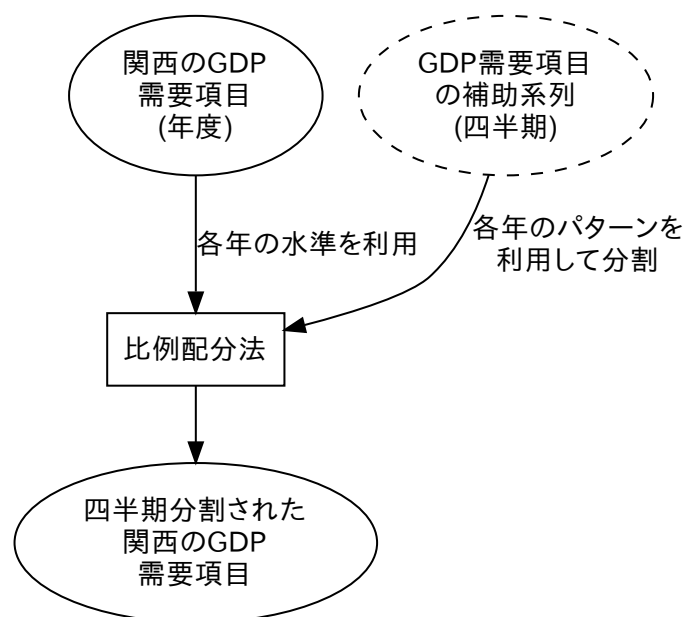 関西のGDP
需要項目
(年度)
GDP需要項目
の補助系列
(四半期)
各年の水準を利用
各年のパターンを
利用して分割
比例配分法
四半期分割された
関西のGDP
需要項目